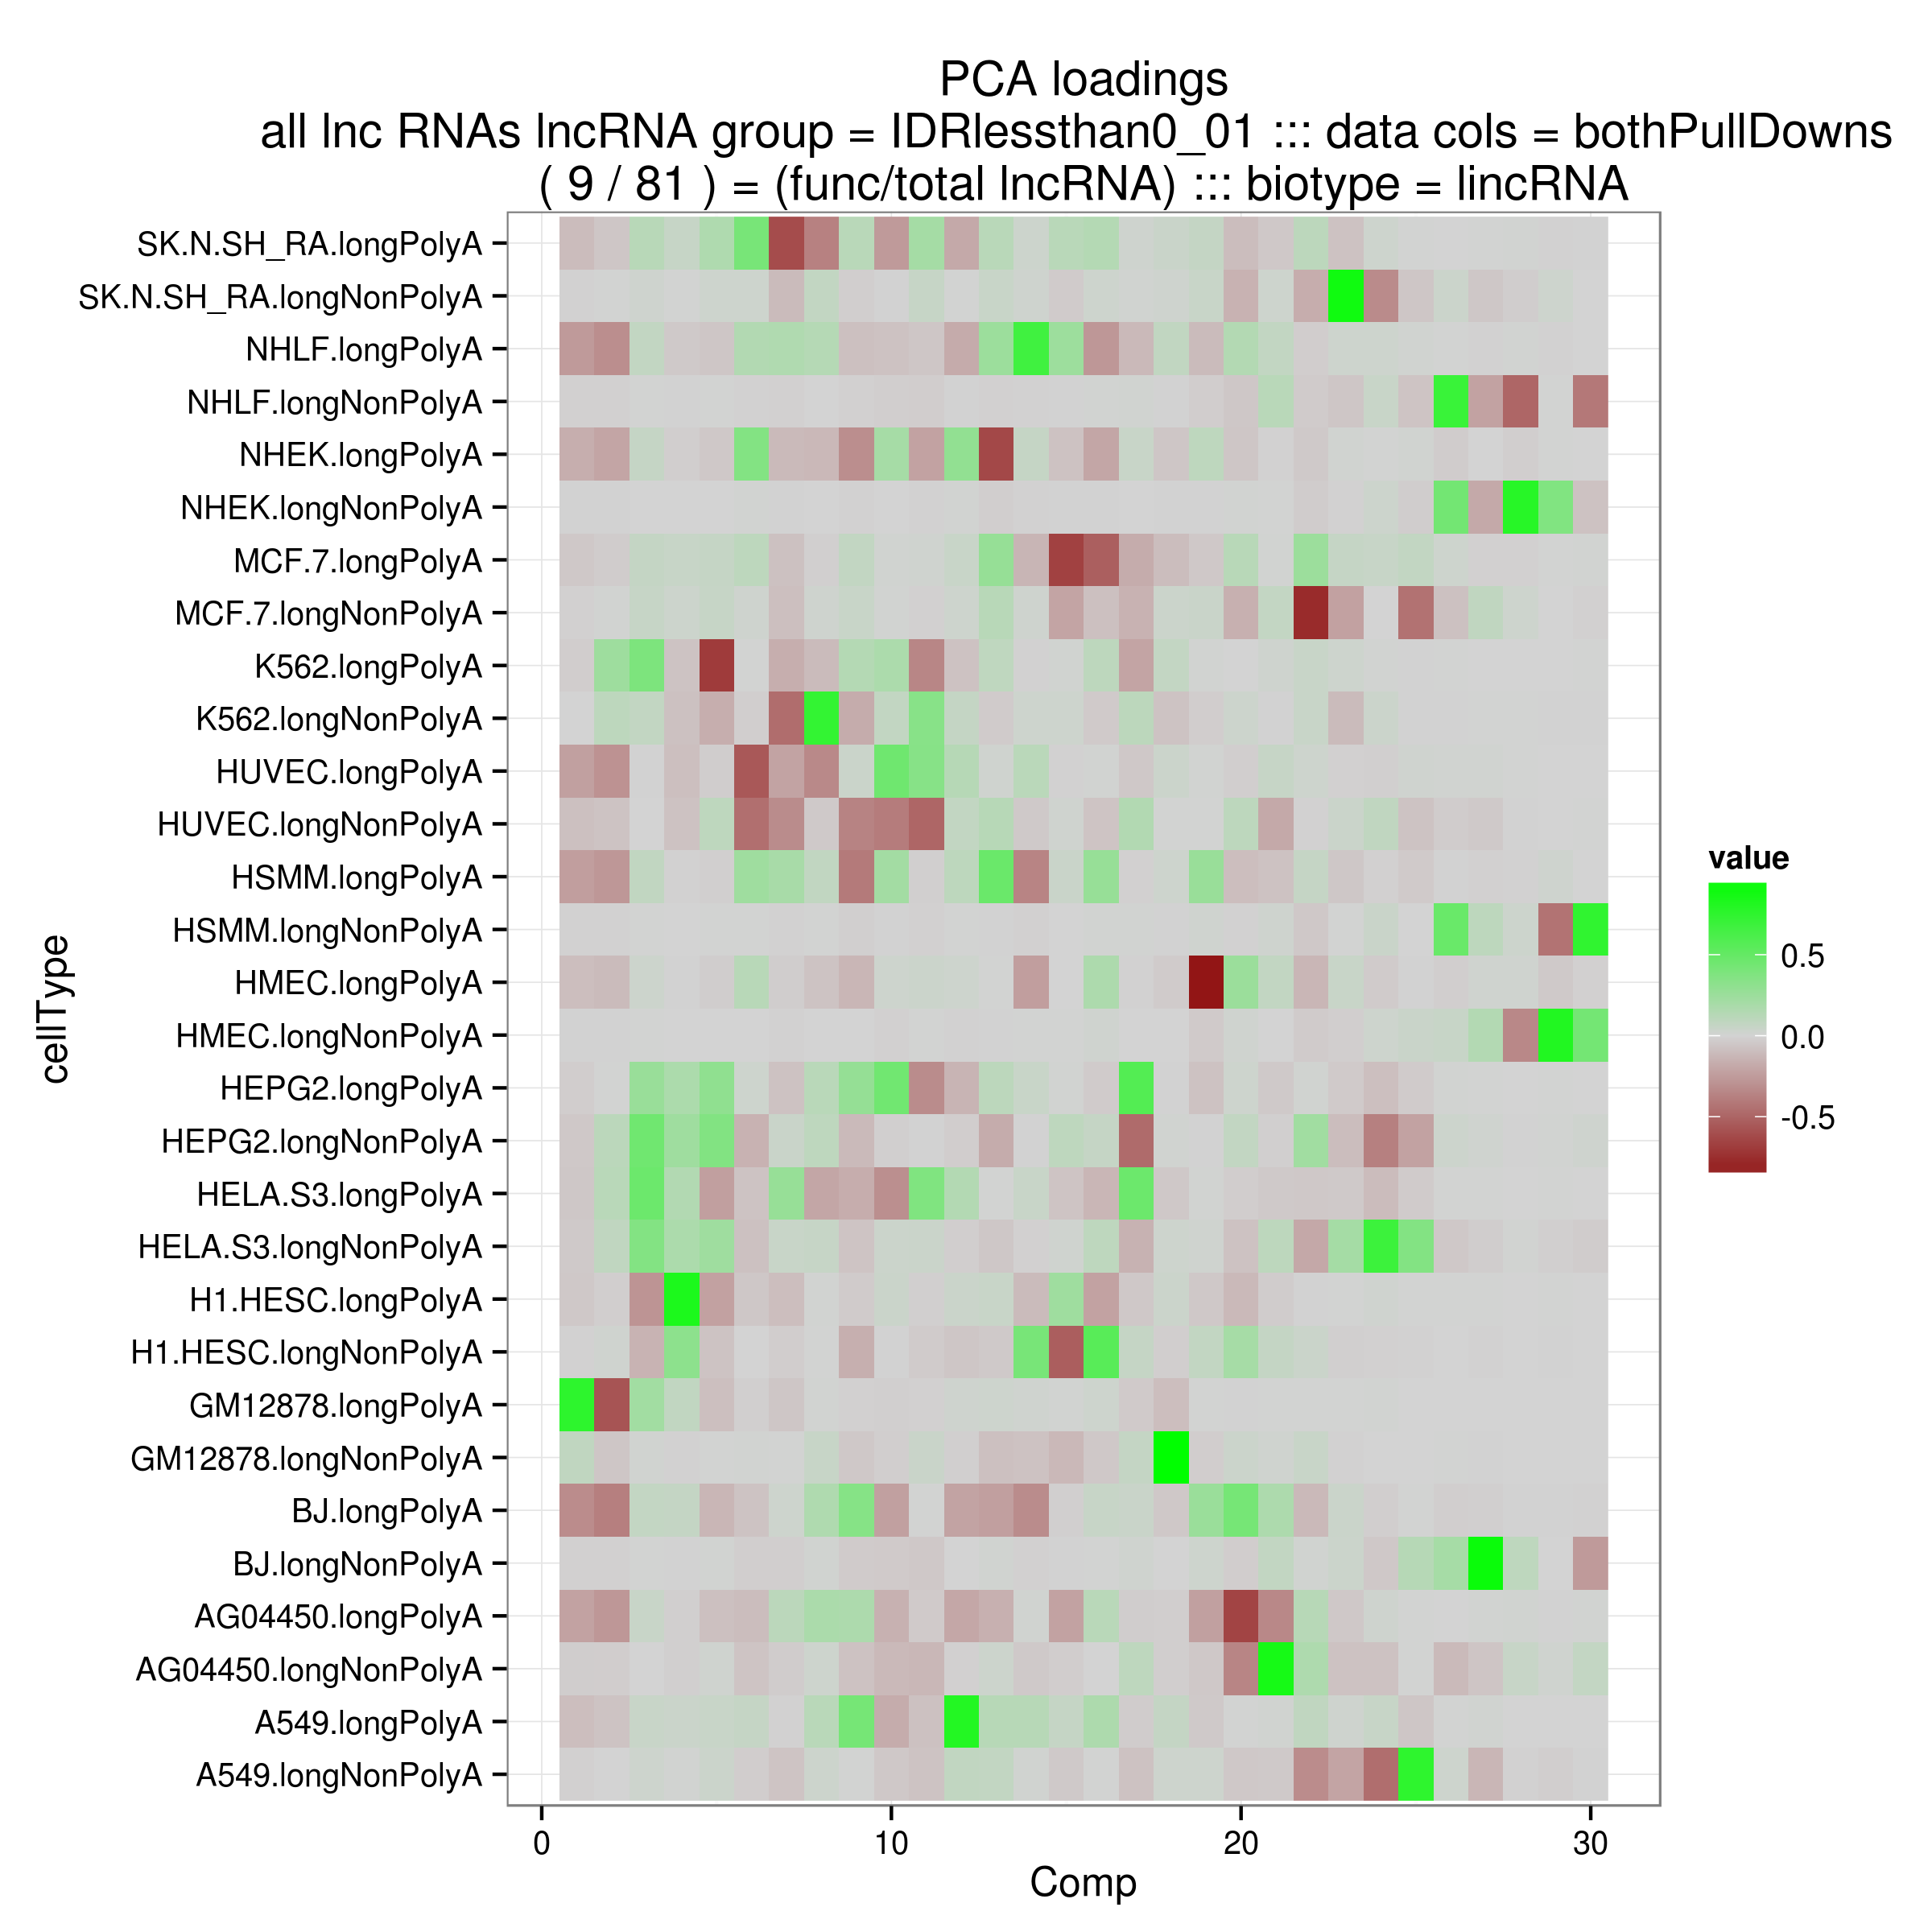 PCA loadings
all lnc RNAs lncRNA group = IDRlessthan0_01 ::: data cols = bothPullDowns
( 9 / 81 ) = (func/total lncRNA) ::: biotype = lincRNA
SK.N.SH_RA.longPolyA
SK.N.SH_RA.longNonPolyA
NHLF.longPolyA
NHLF.longNonPolyA
NHEK.longPolyA
NHEK.longNonPolyA
MCF.7.longPolyA
MCF.7.longNonPolyA
K562.longPolyA
K562.longNonPolyA
HUVEC.longPolyA
HUVEC.longNonPolyA
HSMM.longPolyA
HSMM.longNonPolyA
HMEC.longPolyA
HMEC.longNonPolyA
HEPG2.longPolyA
HEPG2.longNonPolyA
HELA.S3.longPolyA
HELA.S3.longNonPolyA
H1.HESC.longPolyA
H1.HESC.longNonPolyA
GM12878.longPolyA
GM12878.longNonPolyA
BJ.longPolyA
BJ.longNonPolyA
AG04450.longPolyA
AG04450.longNonPolyA
A549.longPolyA
A549.longNonPolyA
cellType
0 10 20 30
Comp
value
0.5
0.0
-0.5